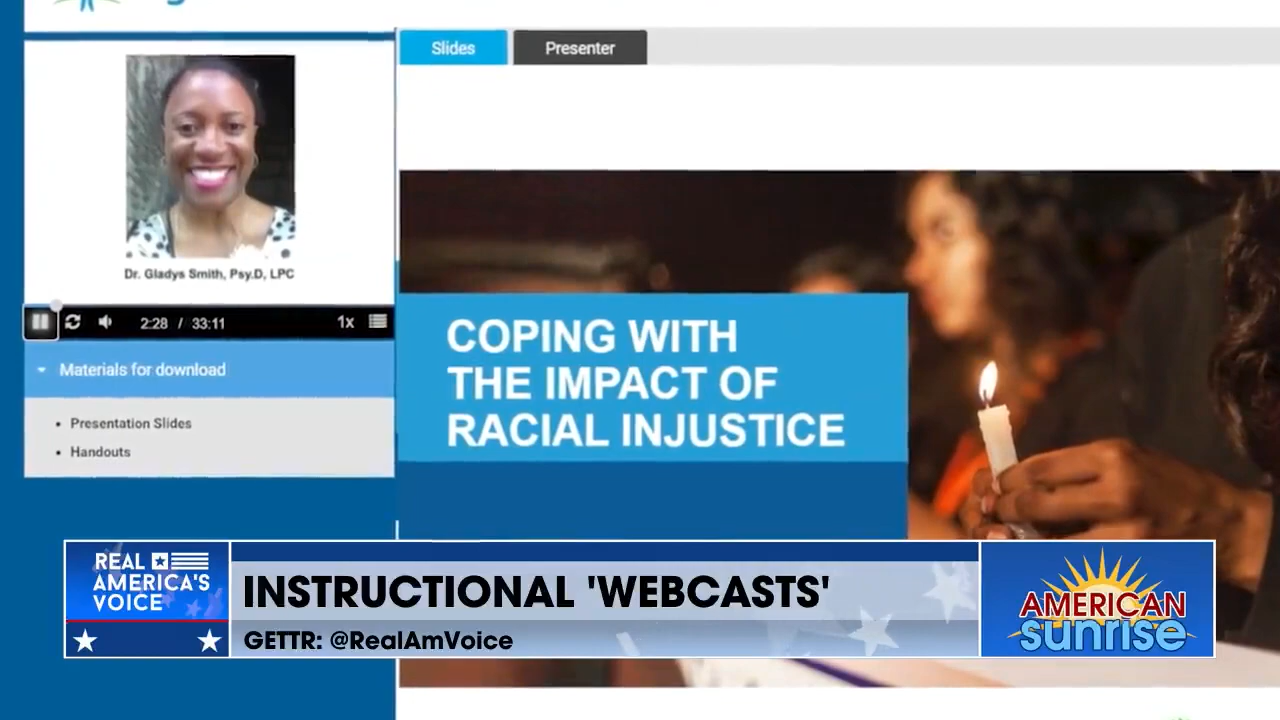 Slides
Presenter
Dr. Gladys Smith, Psy.D, LPC
2:28 / 33:11
1x
Materials for download
Presentation Slides
Handouts
COPING WITH
THE IMPACT OF
RACIAL INJUSTICE
REAL
AMERICA'S
VOICE
INSTRUCTIONAL 'WEBCASTS'
GETTR: @RealAmVoice
AMERICAN
sunrise